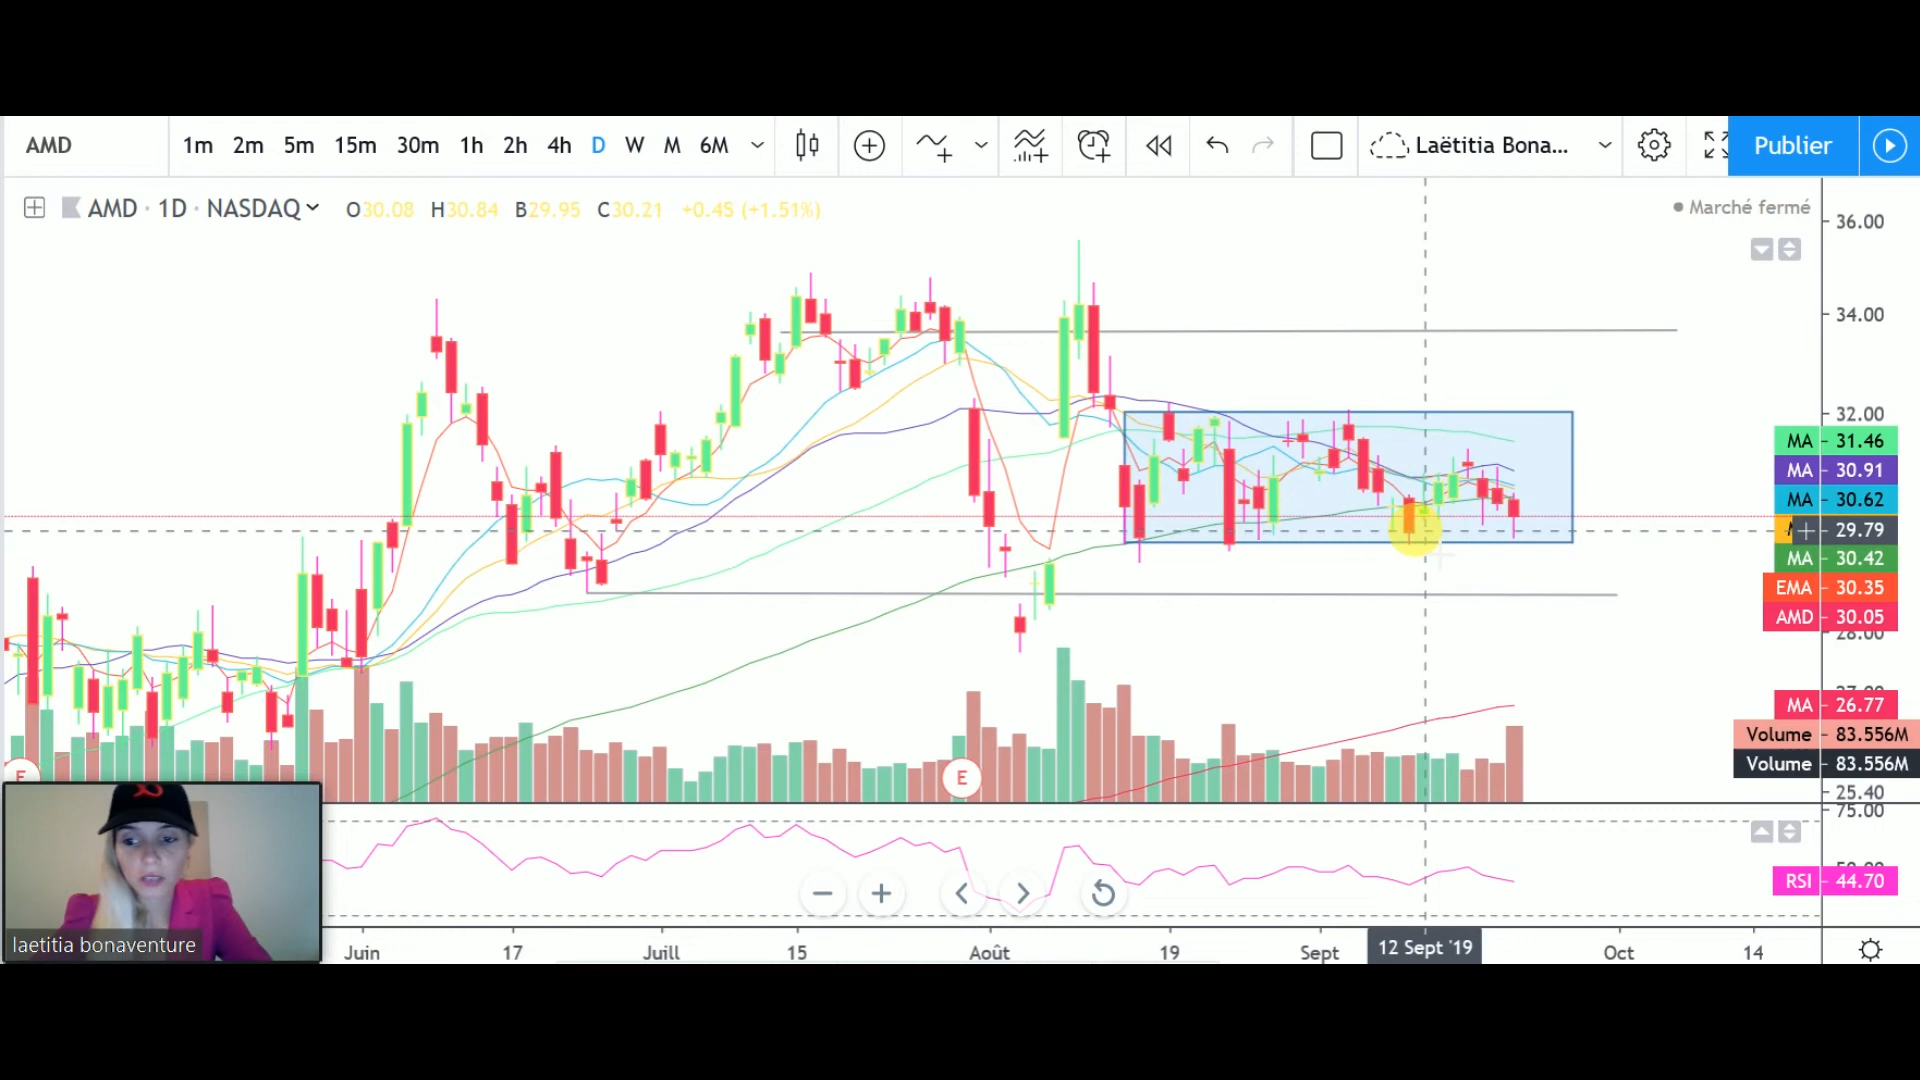 AMD 1m 2m 5m 15m 30m 1h 2h 4h D W M 6M Laëtitia Bona... Publier
AMD · 1D · NASDAQ O30.08 H30.84 B29.95 C30.21 +0.45 (+1.51%)
Marché fermé
36.00
34.00
32.00
MA 31.46
MA 30.91
MA 30.62
29.79
MA 30.42
EMA 30.35
AMD 30.05
28.00
MA 26.77
Volume 83.556M
Volume 83.556M
25.40
75.00
RSI 44.70
E
E
laetitia bonaventure
Juin 17 Juill 15 Août 19 Sept 12 Sept '19 Oct 14